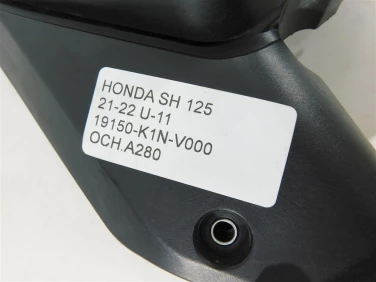 HONDA SH 125
21-22 U-11
19150-K1N-V000
OCH.A280